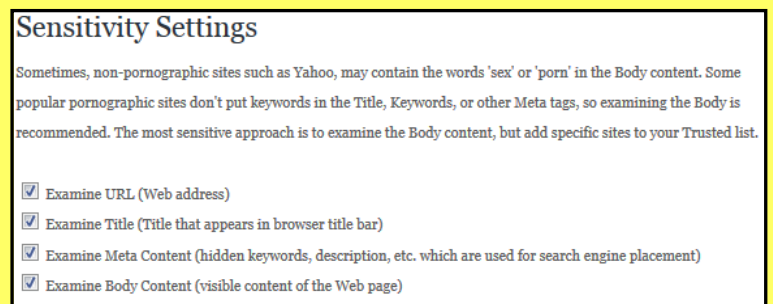 Sensitivity Settings
Sometimes, non-pornographic sites such as Yahoo, may contain the words 'sex' or 'porn' in the Body content. Some
popular pornographic sites don't put keywords in the Title, Keywords, or other Meta tags, so examining the Body is
recommended. The most sensitive approach is to examine the Body content, but add specific sites to your Trusted list.
Examine URL (Web address)
Examine Title (Title that appears in browser title bar)
Examine Meta Content (hidden keywords, description, etc. which are used for search engine placement)
Examine Body Content (visible content of the Web page)